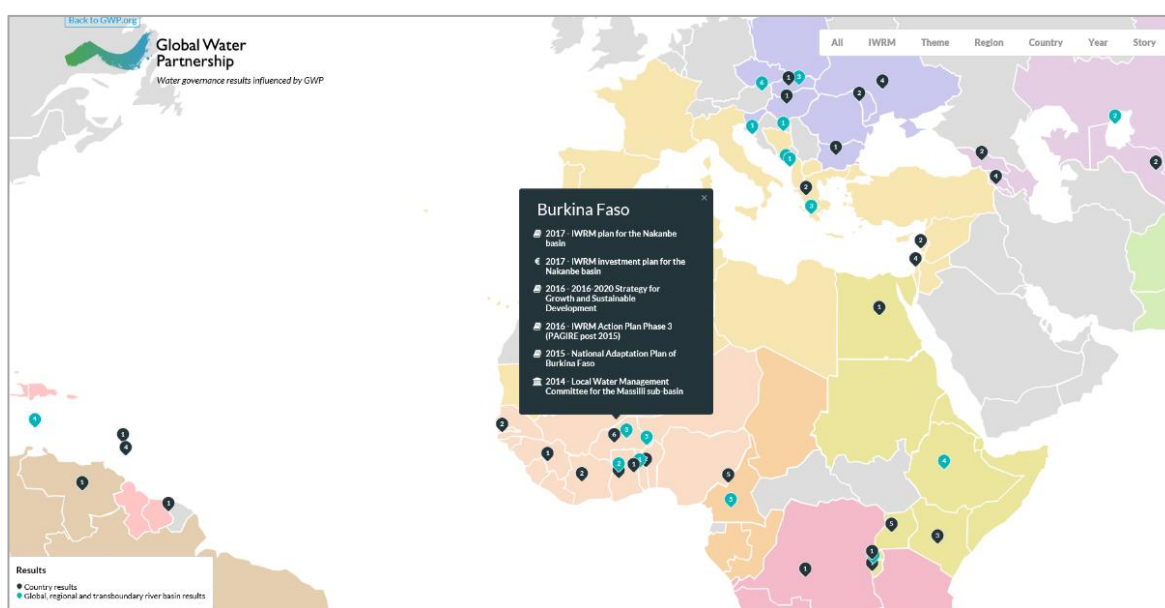 Back to GWP.org
Global Water
Partnership
Water governance results influenced by GWP
All IWRM Theme Region Country Year Story
Burkina Faso
×
2017 - IWRM plan for the Nakanbe
basin
€ 2017 - IWRM investment plan for the
Nakanbe basin
2016 - 2016-2020 Strategy for
Growth and Sustainable
Development
2016 - IWRM Action Plan Phase 3
(PAGIRE post 2015)
2015 - National Adaptation Plan of
Burkina Faso
2014 - Local Water Management
Committee for the Massilli sub-basin
Results
Country results
Global, regional and transboundary river basin results